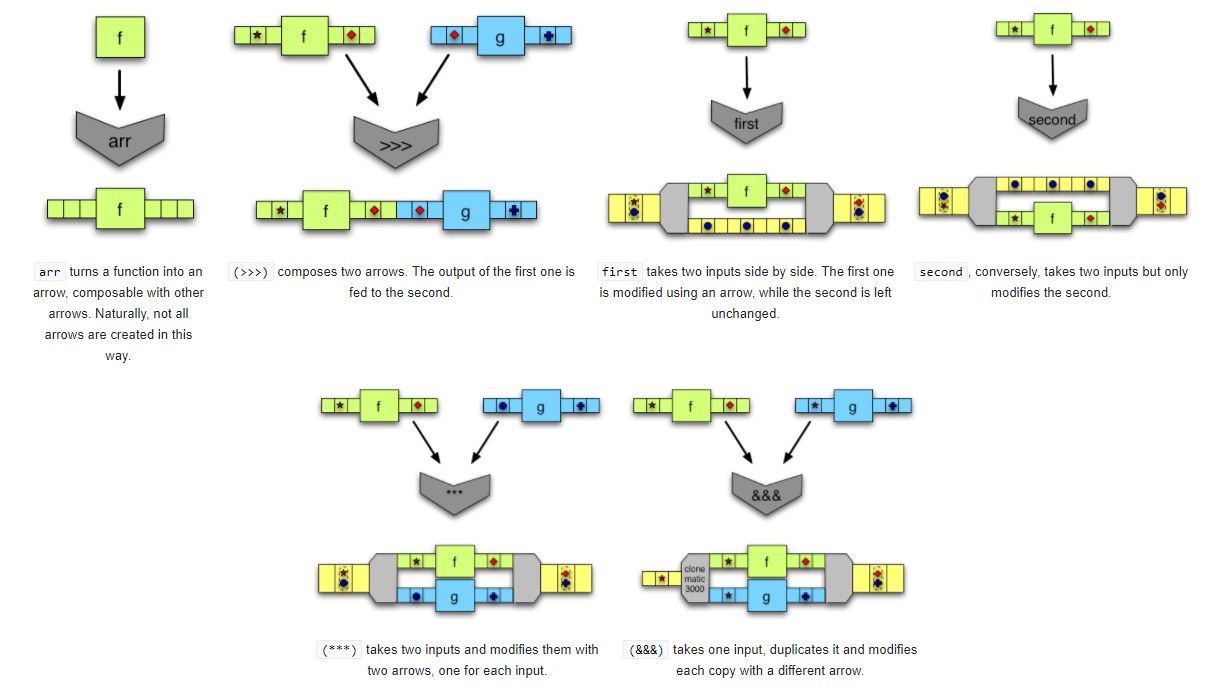 f
f
g
f
f
arr
>>>
first
second
f
f
g
f
f
arr turns a function into an
arrow, composable with other
arrows. Naturally, not all
arrows are created in this
way.
(>>>) composes two arrows. The output of the first one is
fed to the second.
first takes two inputs side by side. The first one
is modified using an arrow, while the second is left
unchanged.
second , conversely, takes two inputs but only
modifies the second.
f
g
f
g
***
&&&
f
g
clone
matic
3000
f
g
(***) takes two inputs and modifies them with
two arrows, one for each input.
(&&&) takes one input, duplicates it and modifies
each copy with a different arrow.